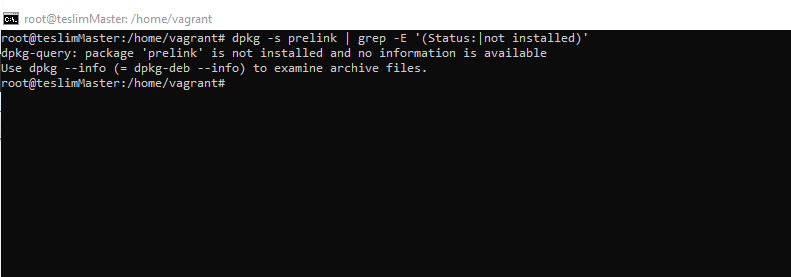 root@teslimMaster: /home/vagrant
root@teslimMaster:/home/vagrant# dpkg -s prelink | grep -E '(Status:|not installed)'
dpkg-query: package 'prelink' is not installed and no information is available
Use dpkg --info (= dpkg-deb --info) to examine archive files.
root@teslimMaster:/home/vagrant#